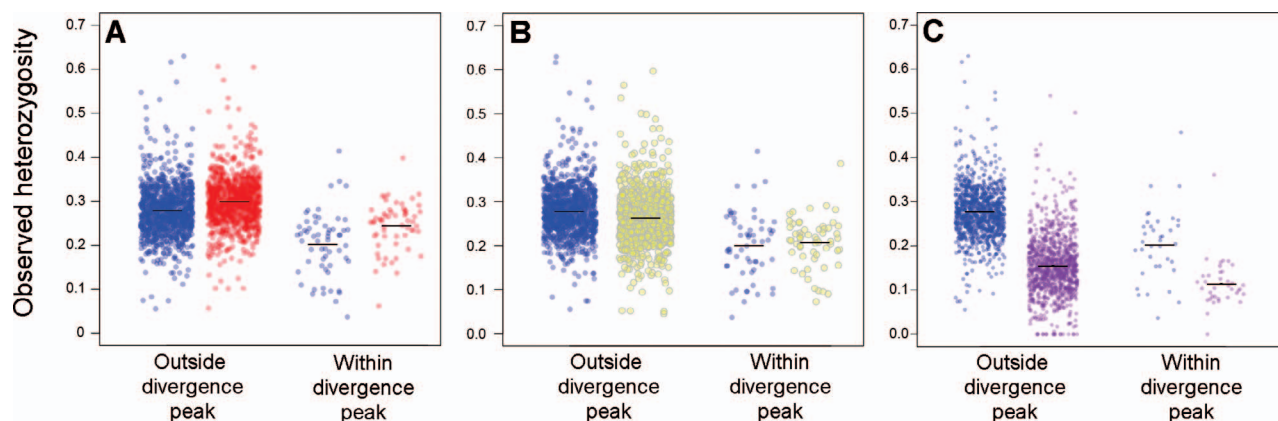 Observed heterozygosity
A
0.7
0.6
0.5
0.4
0.3
0.2
0.1
0
Outside
divergence
peak
Within
divergence
peak
B
0.7
0.6
0.5
0.4
0.3
0.2
0.1
0.0
Outside
divergence
peak
Within
divergence
peak
C
0.7
0.6
0.5
0.4
0.3
0.2
0.1
0.0
Outside
divergence
peak
Within
divergence
peak